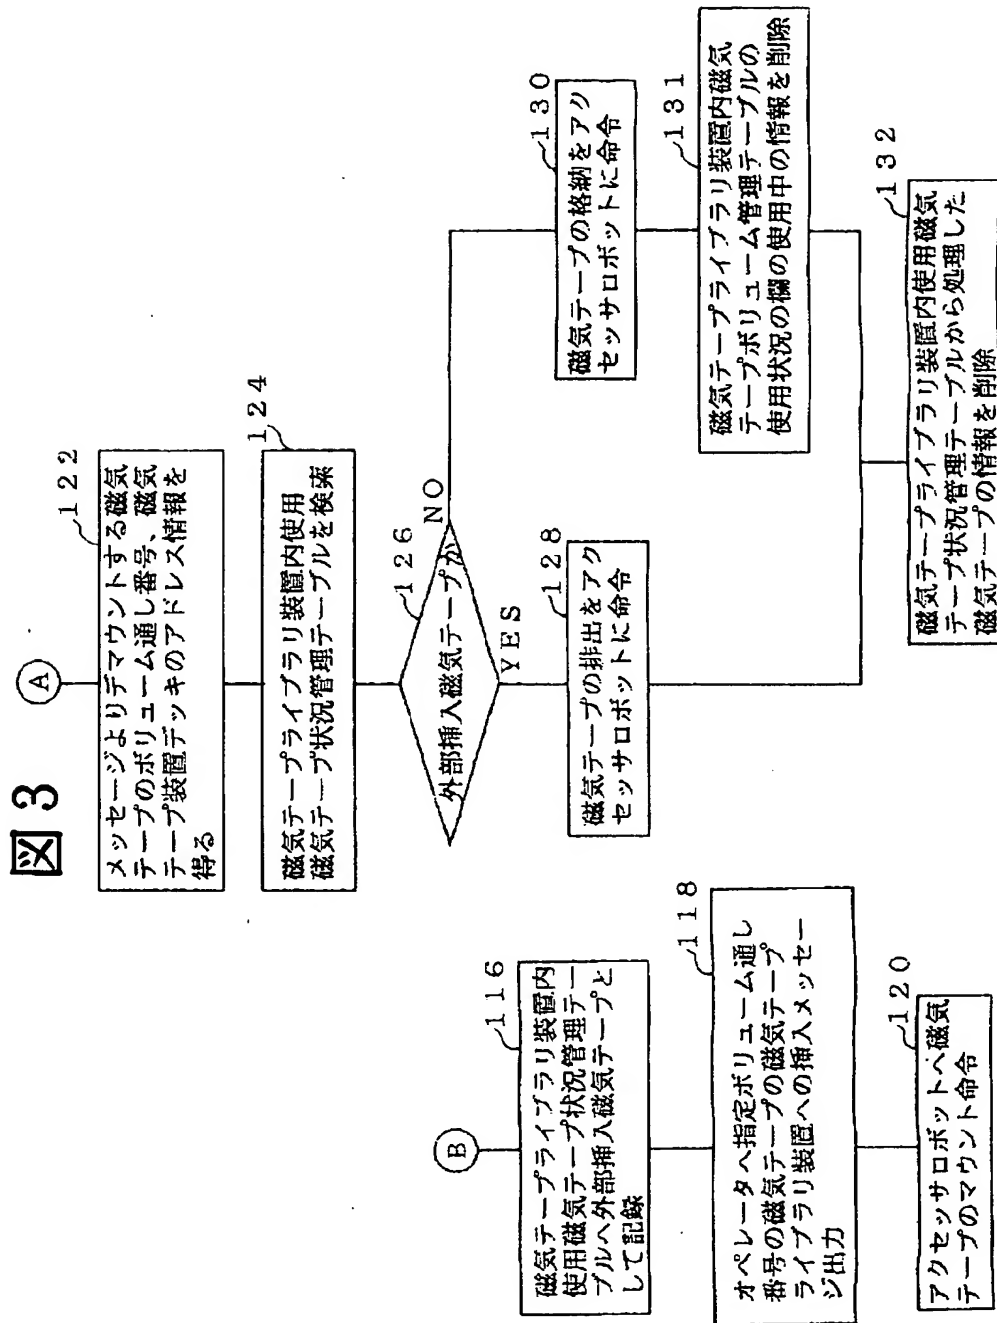 図3
A
122
メッセージよりデマウントする磁気
テープのボリューム通し番号、磁気
テープ装置デッキのアドレス情報を
得る
124
磁気テープライブラリ装置内使用
磁気テープ状況管理テーブルを検索
126
外部挿入磁気テープか
NO
YES
128
磁気テープの排出をアク
セッサロボットに命令
130
磁気テープの格納をアク
セッサロボットに命令
131
磁気テープライブラリ装置内磁気
テープボリューム管理テーブルの
使用状況の欄の使用中の情報を削除
132
磁気テープライブラリ装置内使用磁気
テープ状況管理テーブルから処理した
磁気テープの情報を削除
B
116
磁気テープライブラリ装置内
使用磁気テープ状況管理テー
ブルへ外部挿入磁気テープと
して記録
118
オペレータへ指定ボリューム通し
番号の磁気テープの磁気テープ
ライブラリ装置への挿入メッセー
ジ出力
120
アクセッサロボットへ磁気
テープのマウント命令